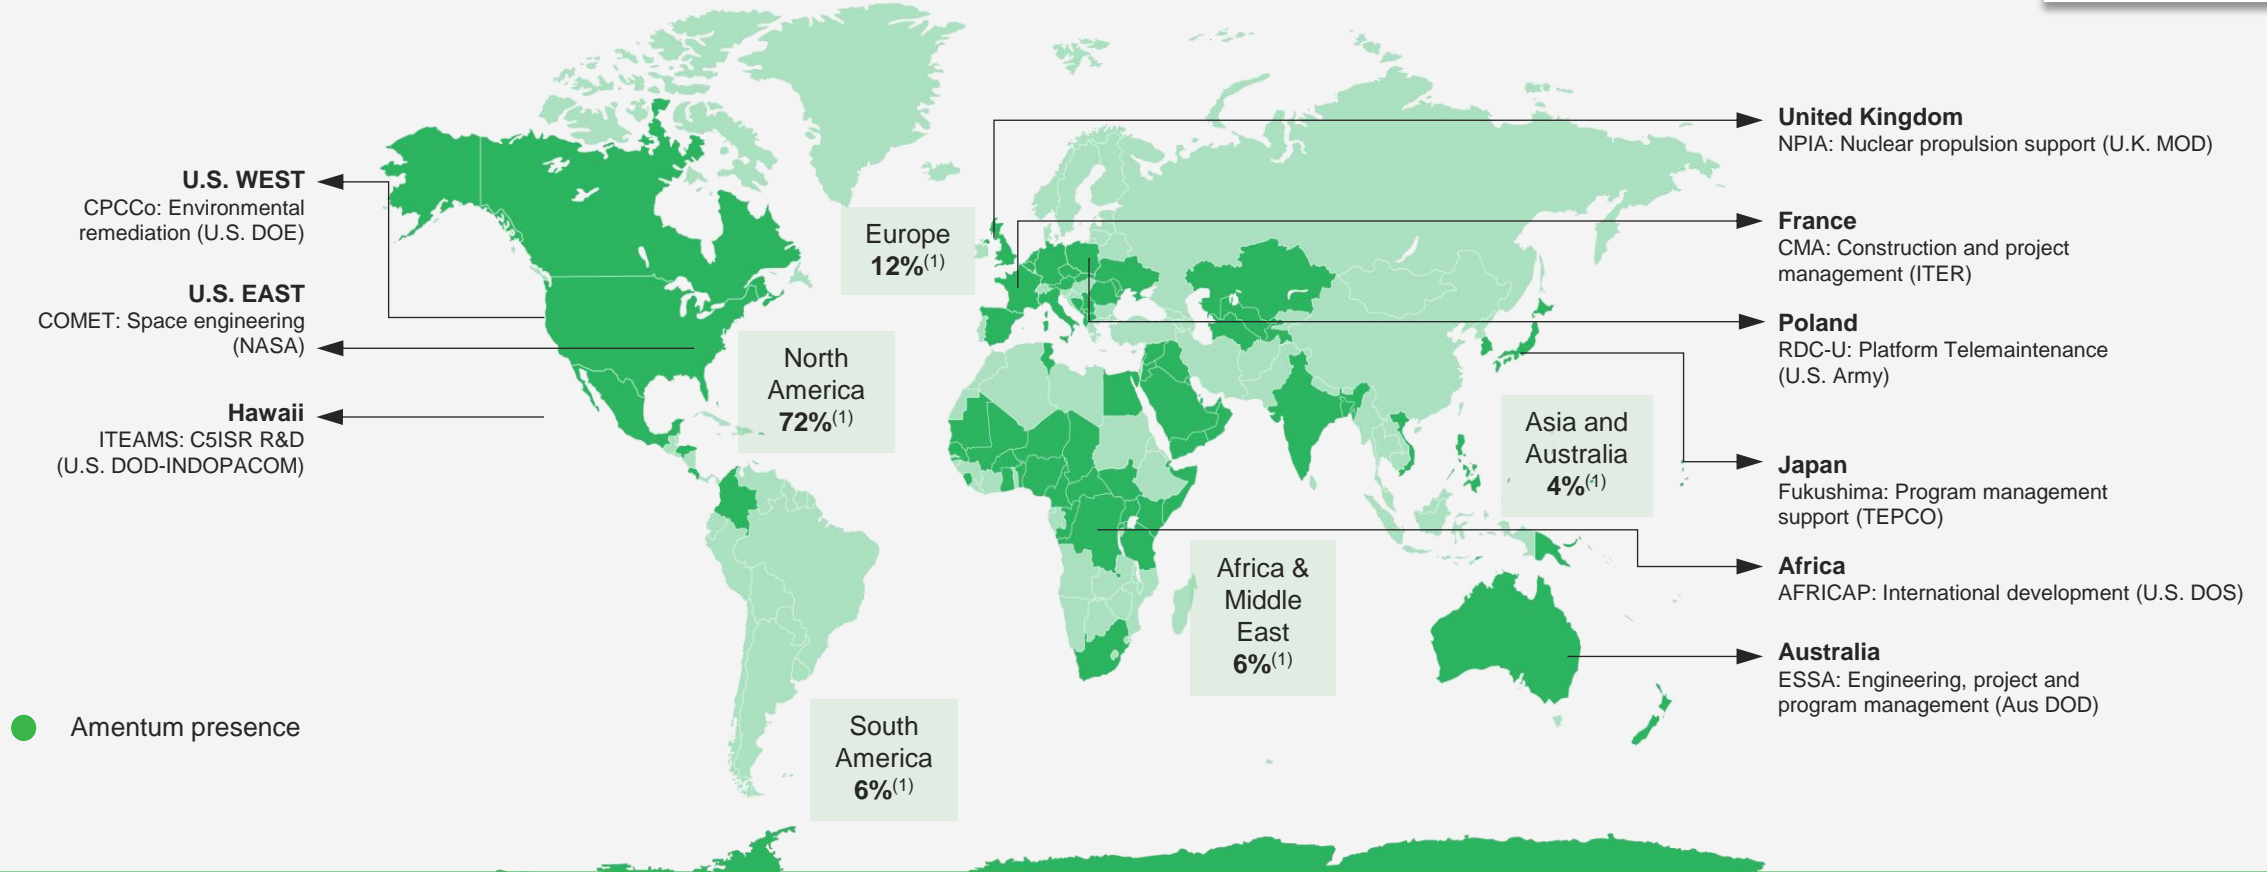 U.S. WEST
CPCCo: Environmental
remediation (U.S. DOE)
U.S. EAST
COMET: Space engineering
(NASA)
Hawaii
ITEAMS: C5ISR R&D
(U.S. DOD-INDOPACOM)
Amentum presence
Europe
12%(1)
North
America
72%(1)
South
America
6%(1)
Africa &
Middle
East
6%(1)
Asia and
Australia
4%(1)
United Kingdom
NPIA: Nuclear propulsion support (U.K. MOD)
France
CMA: Construction and project
management (ITER)
Poland
RDC-U: Platform Telemaintenance
(U.S. Army)
Japan
Fukushima: Program management
support (TEPCO)
Africa
AFRICAP: International development (U.S. DOS)
Australia
ESSA: Engineering, project and
program management (Aus DOD)